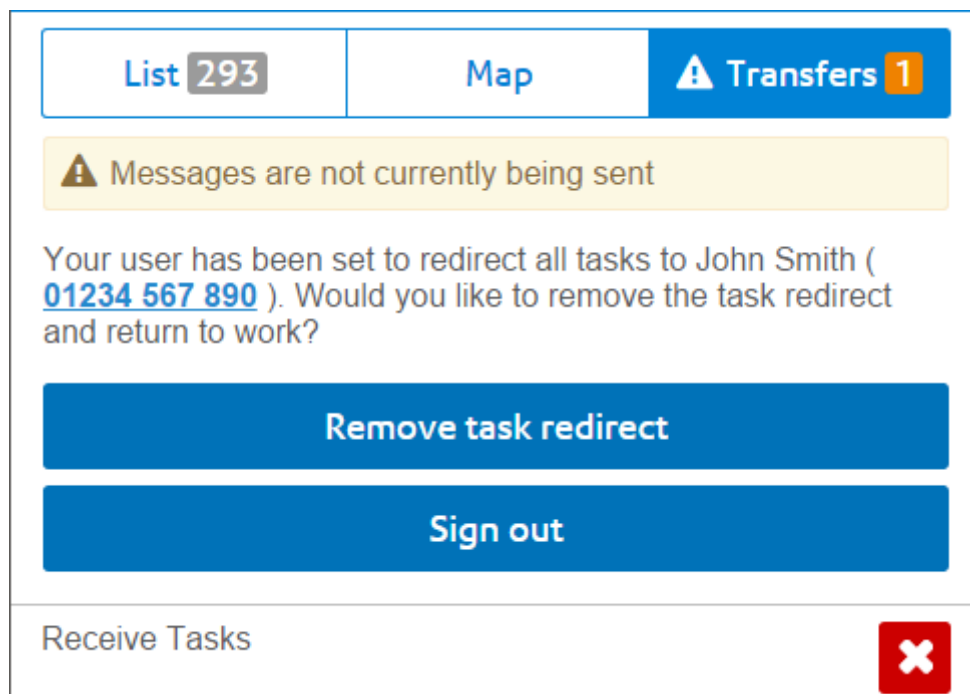 List 293 Map Transfers 1
Messages are not currently being sent
Your user has been set to redirect all tasks to John Smith (
01234 567 890 ). Would you like to remove the task redirect
and return to work?
Remove task redirect
Sign out
Receive Tasks